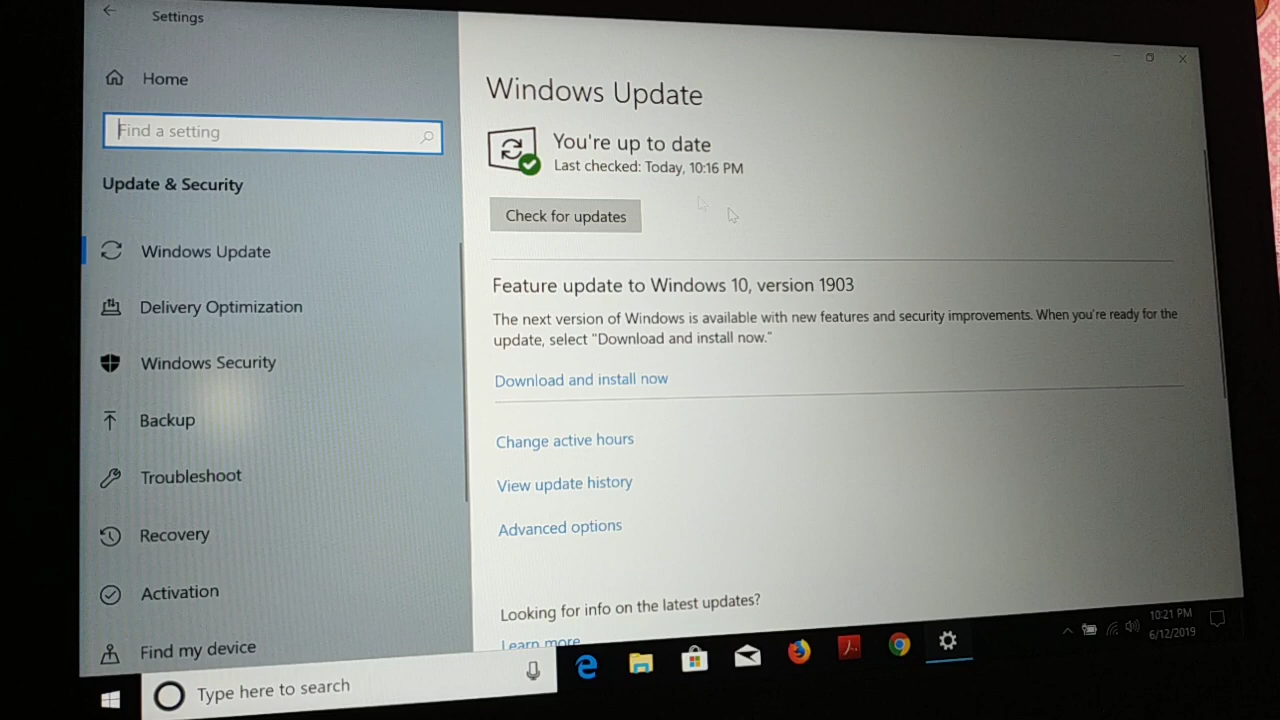 Settings
Home
Find a setting
Update & Security
Windows Update
Delivery Optimization
Windows Security
Backup
Troubleshoot
Recovery
Activation
Find my device
Windows Update
You're up to date
Last checked: Today, 10:16 PM
Check for updates
Feature update to Windows 10, version 1903
The next version of Windows is available with new features and security improvements. When you're ready for the
update, select "Download and install now."
Download and install now
Change active hours
View update history
Advanced options
Looking for info on the latest updates?
Learn more
Type here to search
10:21 PM
6/12/2019